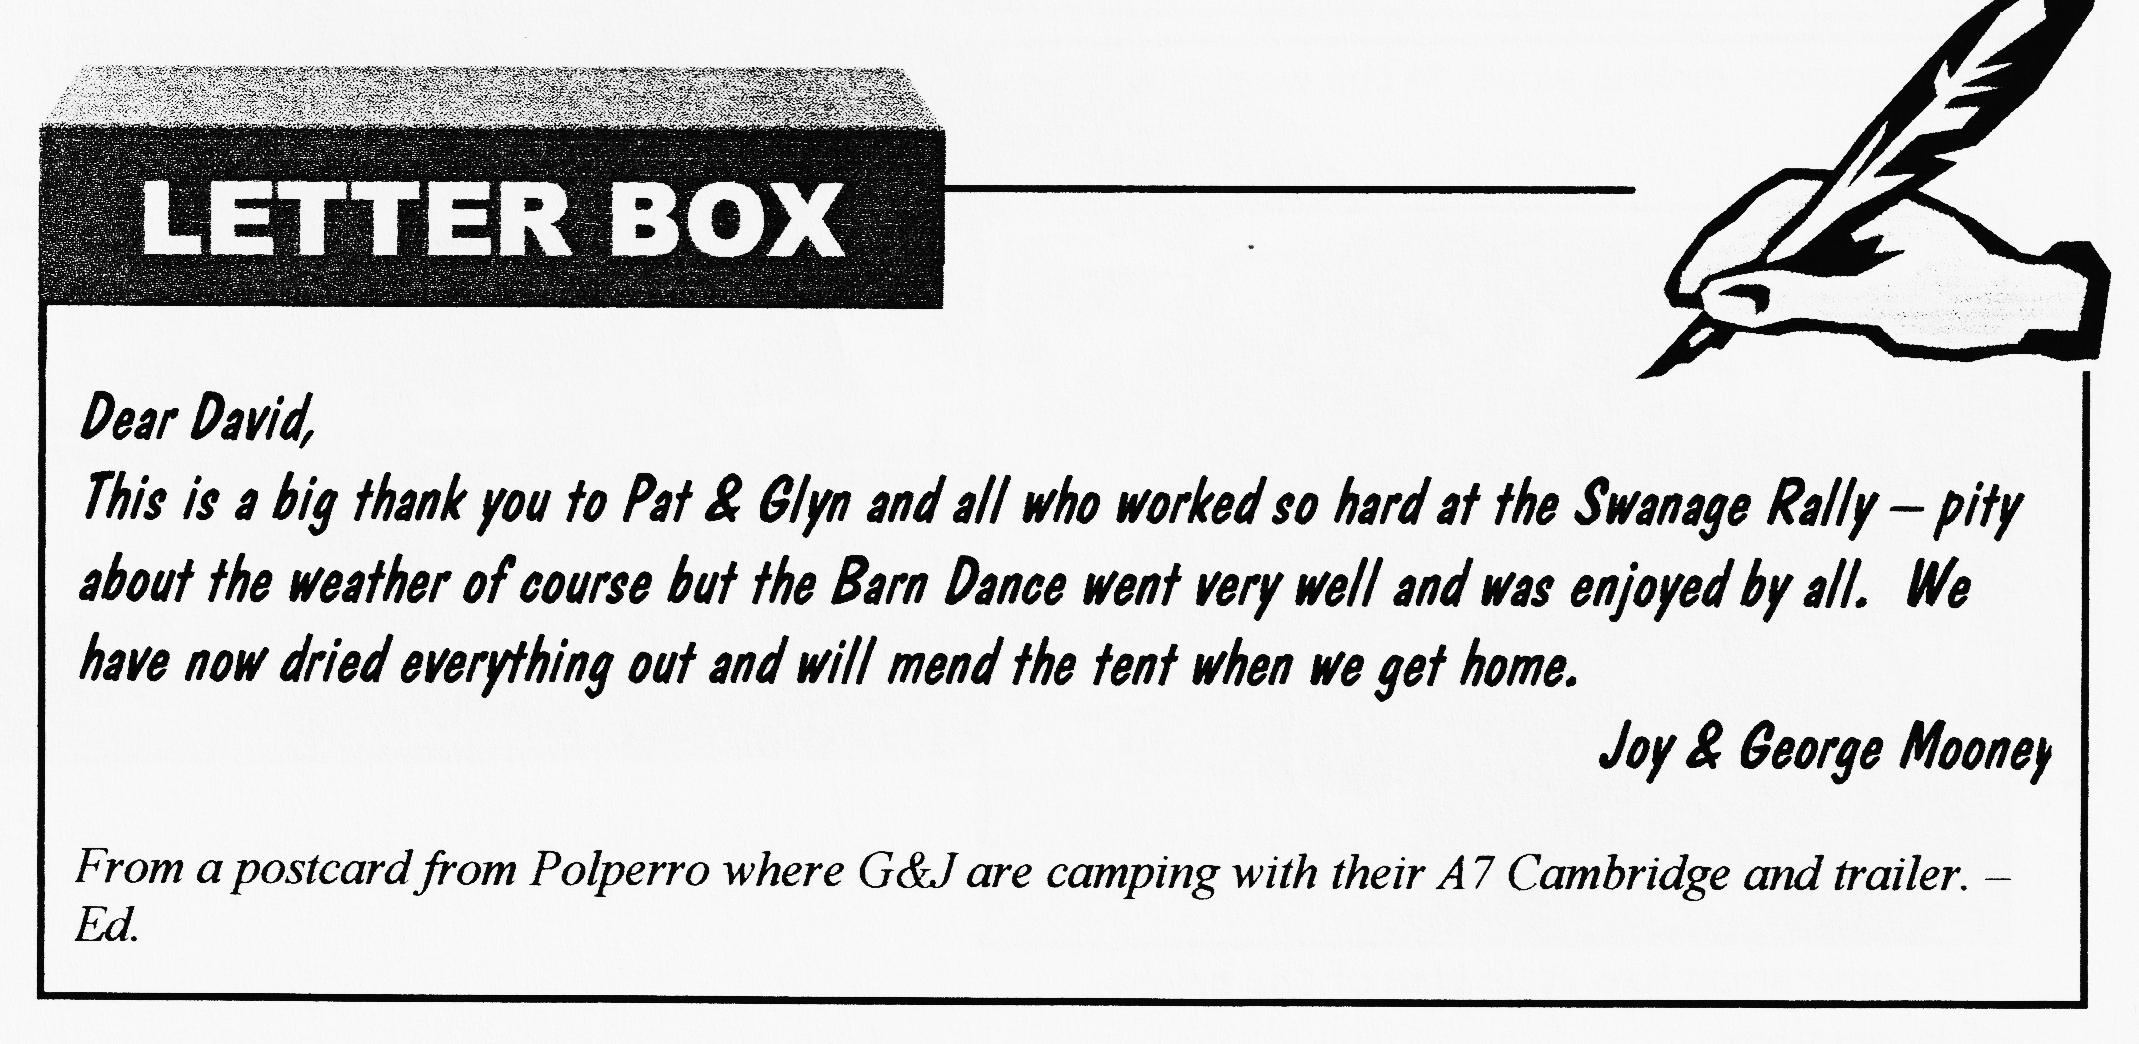 LETTER BOX
Dear David,
This is a big thank you to Pat & Glyn and all who worked so hard at the Swanage Rally – pity
about the weather of course but the Barn Dance went very well and was enjoyed by all.  We
have now dried everything out and will mend the tent when we get home.
Joy & George Mooney
From a postcard from Polperro where G&J are camping with their A7 Cambridge and trailer. –
Ed.